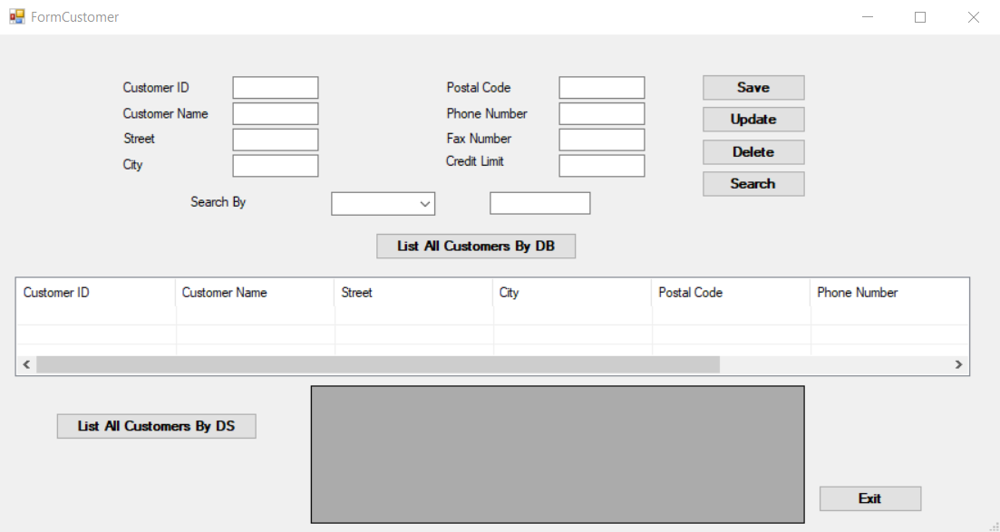 FormCustomer
Customer ID Postal Code Save
Customer Name Phone Number Update
Street Fax Number Delete
City Credit Limit Search
Search By
List All Customers By DB
Customer ID Customer Name Street City Postal Code Phone Number
List All Customers By DS
Exit